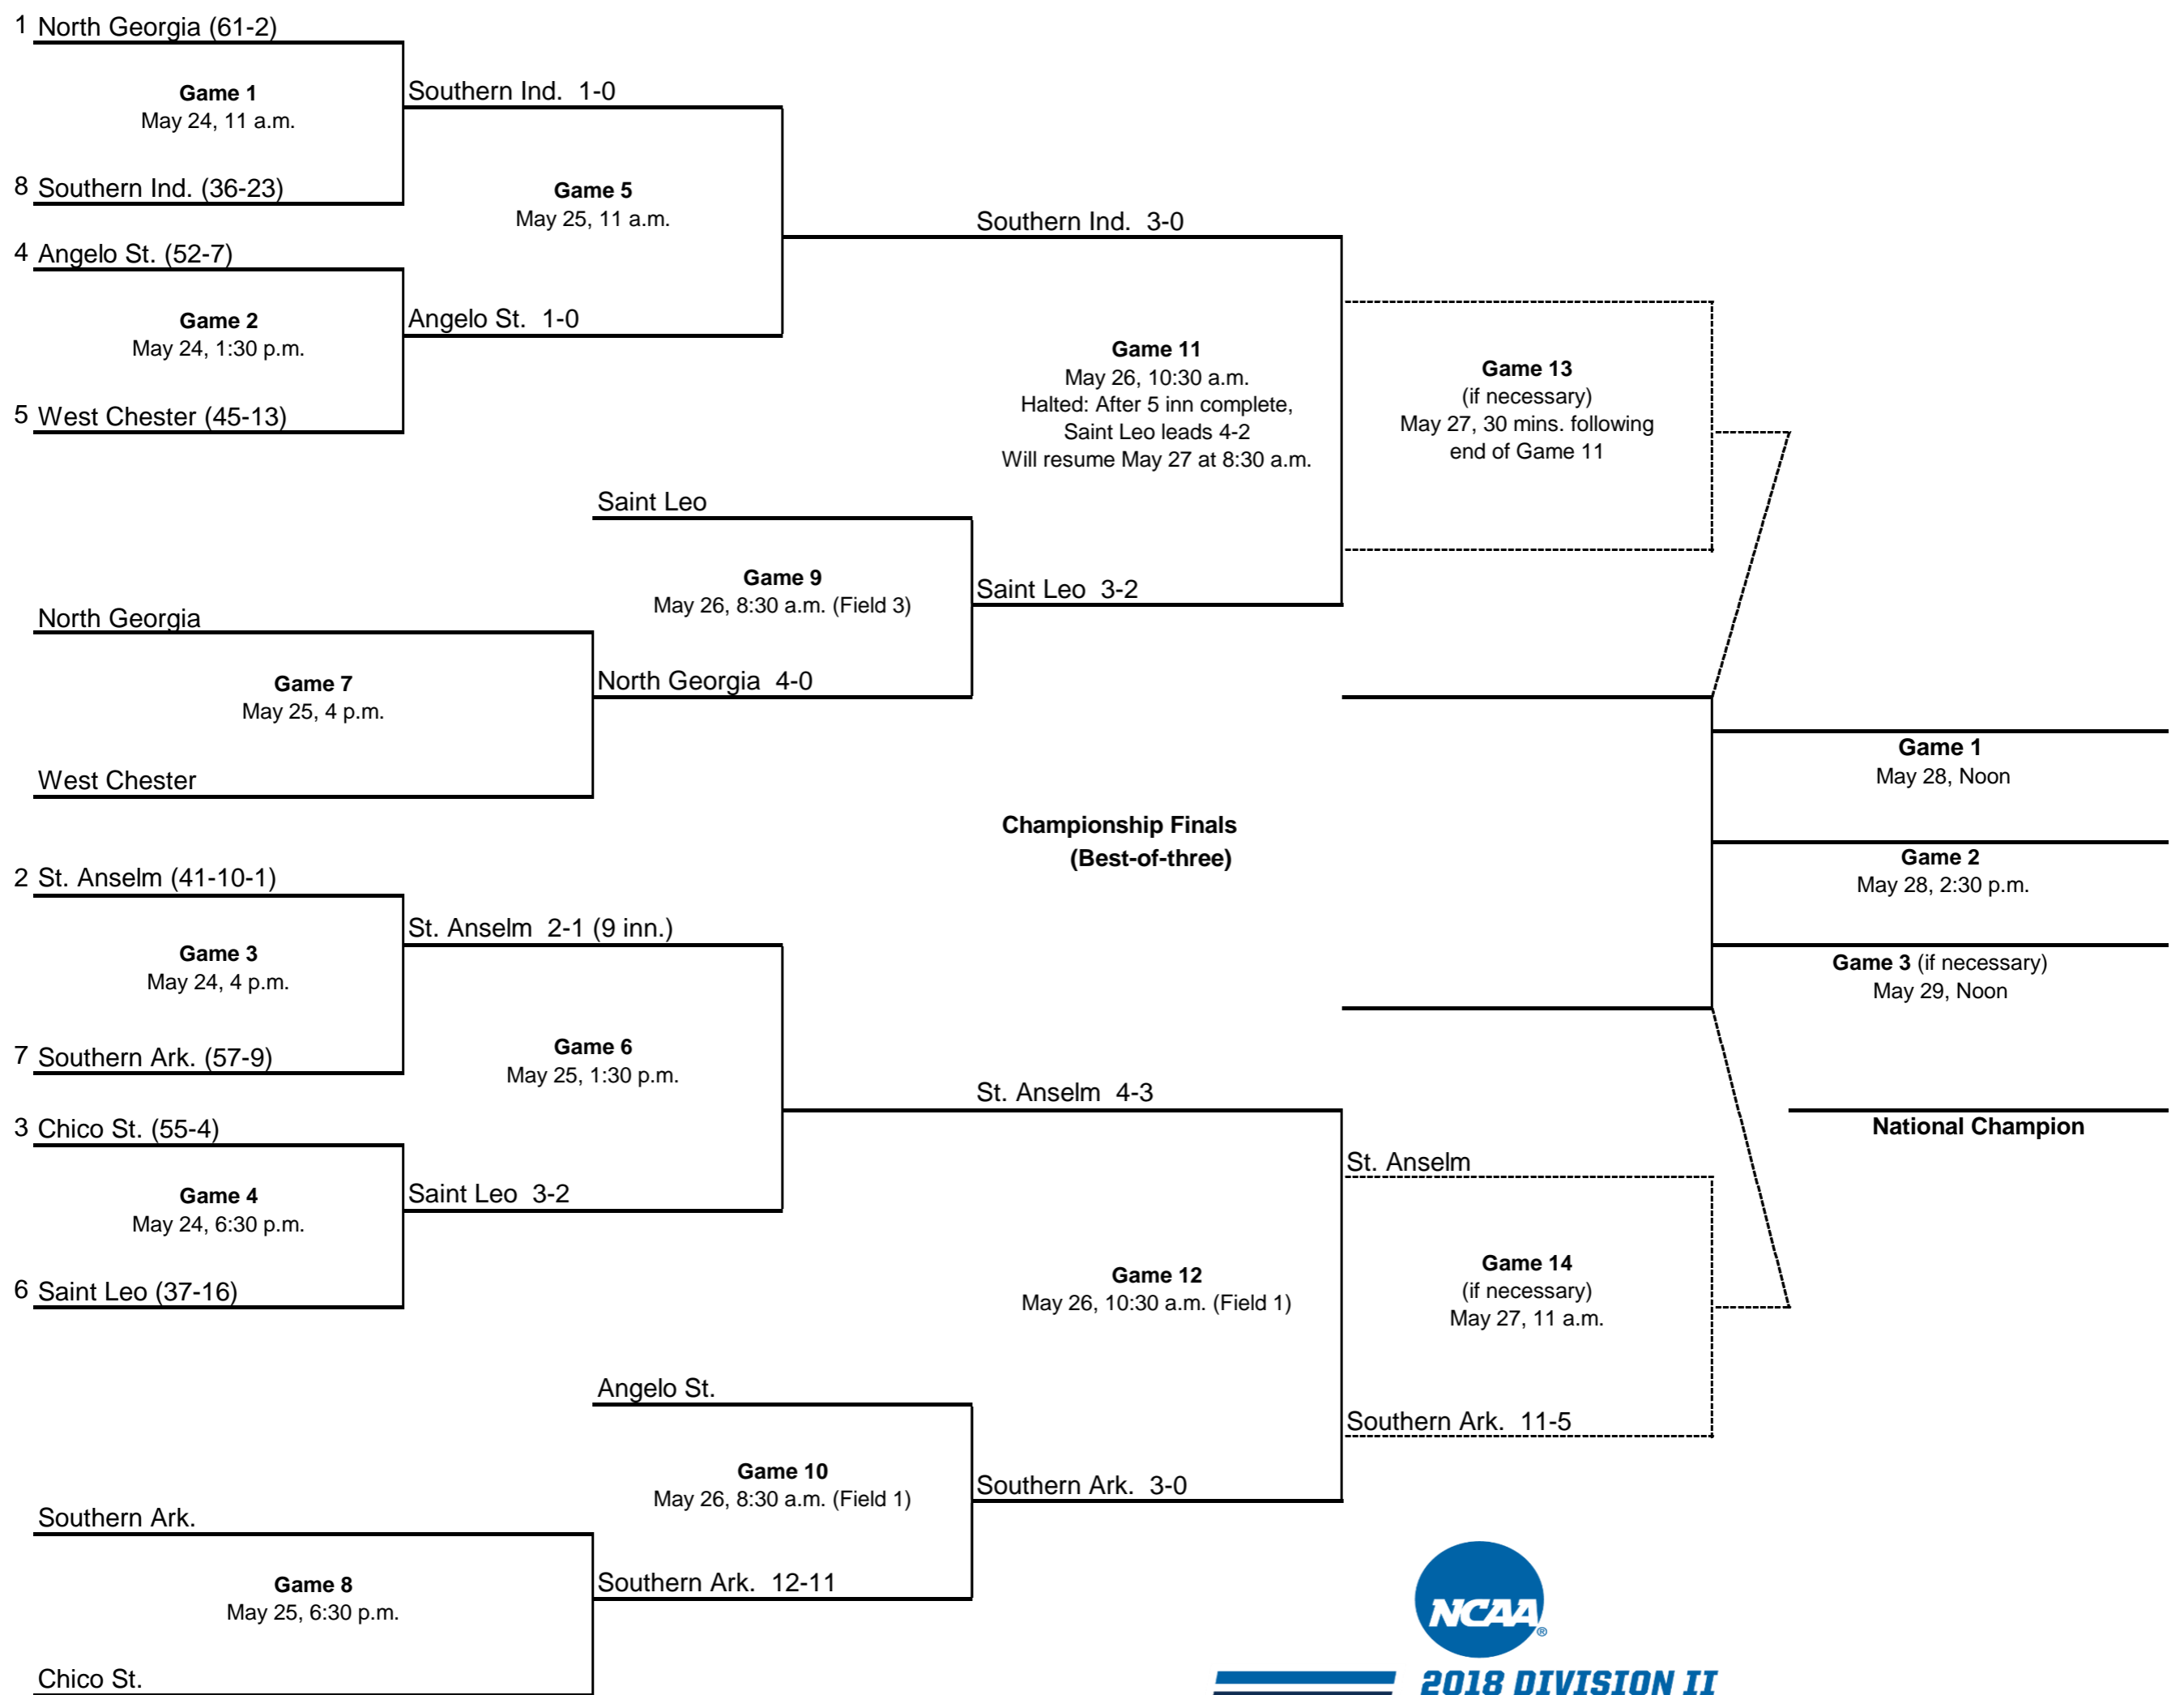 1 North Georgia (61-2)
Game 1
May 24, 11 a.m.
8 Southern Ind. (36-23)
Southern Ind. 1-0
4 Angelo St. (52-7)
Game 2
May 24, 1:30 p.m.
5 West Chester (45-13)
Angelo St. 1-0
Game 5
May 25, 11 a.m.
Southern Ind. 3-0
Game 11
May 26, 10:30 a.m.
Halted: After 5 inn complete,
Saint Leo leads 4-2
Will resume May 27 at 8:30 a.m.
Game 13
(if necessary)
May 27, 30 mins. following
end of Game 11
Saint Leo
Game 9
May 26, 8:30 a.m. (Field 3)
Saint Leo 3-2
North Georgia
Game 7
May 25, 4 p.m.
West Chester
North Georgia 4-0
Championship Finals
(Best-of-three)
Game 1
May 28, Noon
Game 2
May 28, 2:30 p.m.
Game 3 (if necessary)
May 29, Noon
National Champion
2 St. Anselm (41-10-1)
Game 3
May 24, 4 p.m.
7 Southern Ark. (57-9)
St. Anselm 2-1 (9 inn.)
Game 6
May 25, 1:30 p.m.
3 Chico St. (55-4)
Game 4
May 24, 6:30 p.m.
6 Saint Leo (37-16)
Saint Leo 3-2
St. Anselm 4-3
Game 12
May 26, 10:30 a.m. (Field 1)
St. Anselm
Game 14
(if necessary)
May 27, 11 a.m.
Southern Ark. 11-5
Angelo St.
Game 10
May 26, 8:30 a.m. (Field 1)
Southern Ark. 3-0
Southern Ark.
Game 8
May 25, 6:30 p.m.
Chico St.
Southern Ark. 12-11
NCAA®
2018 DIVISION II